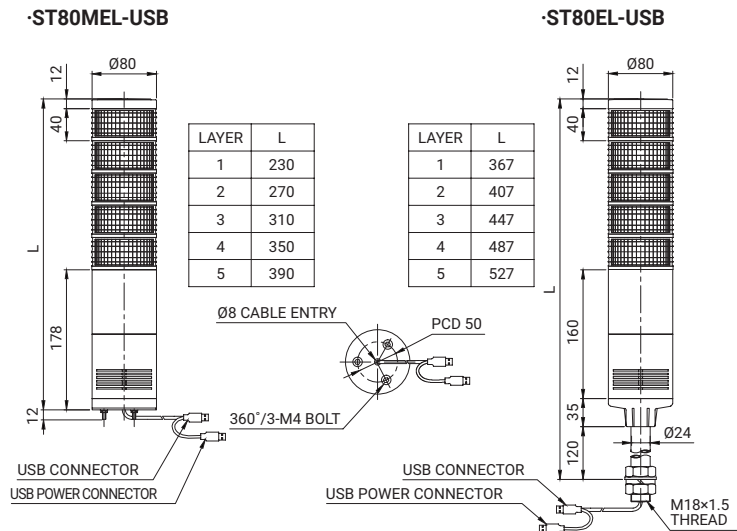 ·ST80MEL-USB
·ST80EL-USB
Ø80
12
40
L
178
12
LAYER L
1 230
2 270
3 310
4 350
5 390
USB CONNECTOR
USB POWER CONNECTOR
Ø8 CABLE ENTRY
PCD 50
360˚/3-M4 BOLT
LAYER L
1 367
2 407
3 447
4 487
5 527
Ø80
12
40
L
160
35
120
Ø24
USB CONNECTOR
USB POWER CONNECTOR
M18×1.5
THREAD